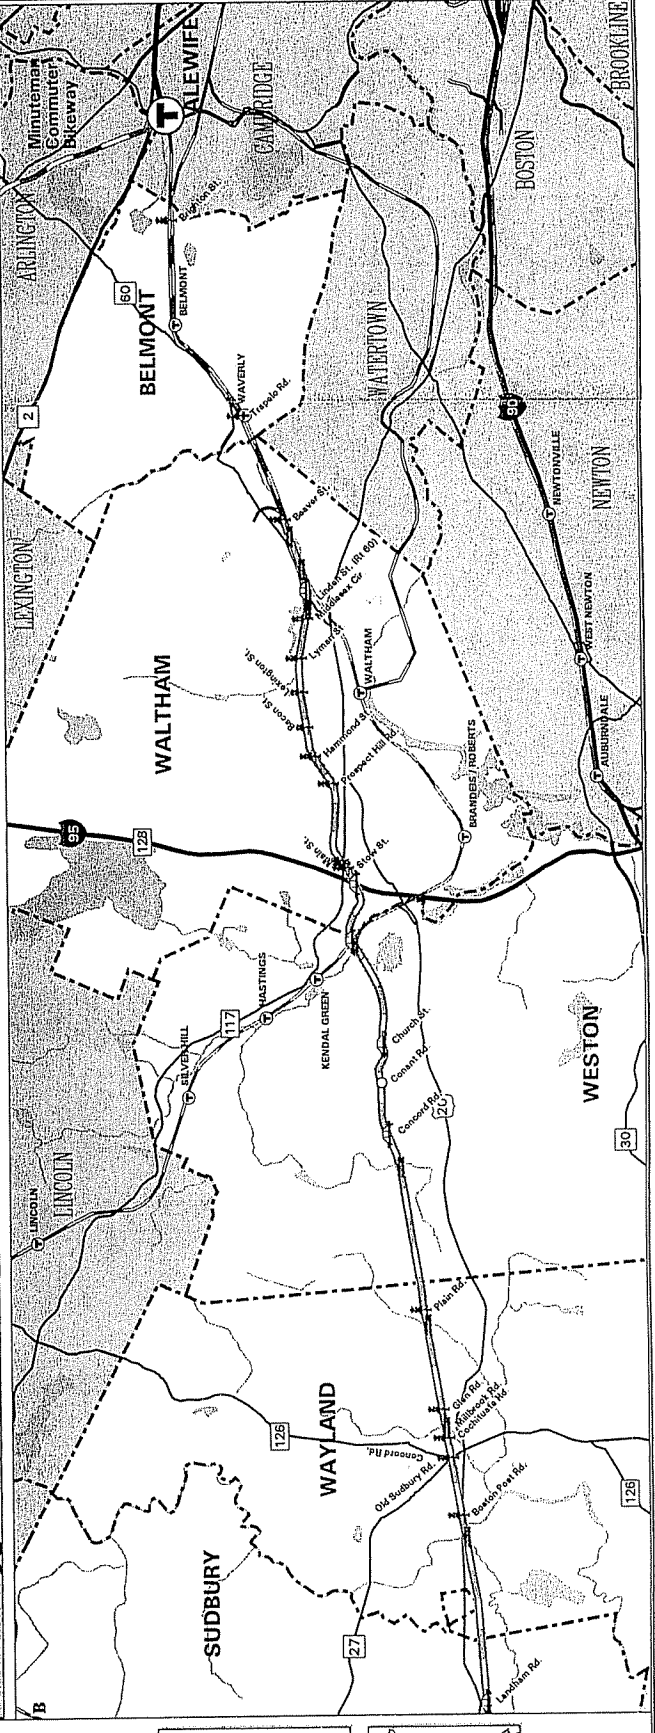 Minuteman
Commuter
Bikeway
T
ALEWIFE
ARLINGTON
CAMBRIDGE
BOSTON
BROOKLINE
Brighton St.
60
BELMONT
T
BELMONT
2
WAVERLY
T
Trapelo Rd.
WATERTOWN
90
T
NEWTONVILLE
NEWTON
LEXINGTON
Beaver St.
Linden St. (Rt 60)
Middlesex Cir
Lyman St.
Lexington St.
Bacon St.
Hammond St.
Prospect Hill Rd.
WALTHAM
T
WALTHAM
T
WEST NEWTON
T
AUBURNDALE
T
BRANDEIS / ROBERTS
95
128
Main St.
Stow St.
T
HASTINGS
T
KENDAL GREEN
117
T
SILVER HILL
Church St.
Conant Rd.
Concord Rd.
20
WESTON
30
T
LINCOLN
LINCOLN
Plain Rd.
WAYLAND
126
Glen Rd.
Millbrook Rd.
Cochituate Rd.
Concord Rd.
Old Sudbury Rd.
Boston Post Rd.
126
SUDBURY
27
Landham Rd.
B